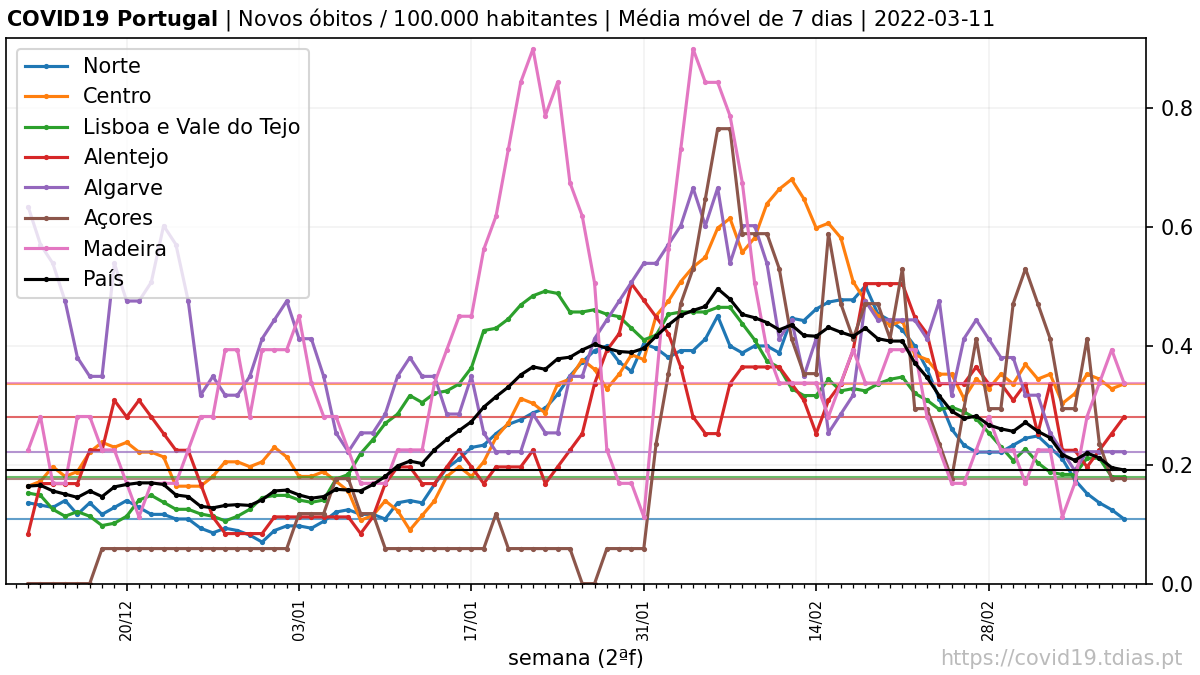 COVID19 Portugal | Novos óbitos / 100.000 habitantes | Média móvel de 7 dias | 2022-03-11
Norte
Centro
Lisboa e Vale do Tejo
Alentejo
Algarve
Açores
Madeira
País
0.8
0.6
0.4
0.2
0.0
20/12
03/01
17/01
31/01
14/02
28/02
semana (2ªf)
https://covid19.tdias.pt